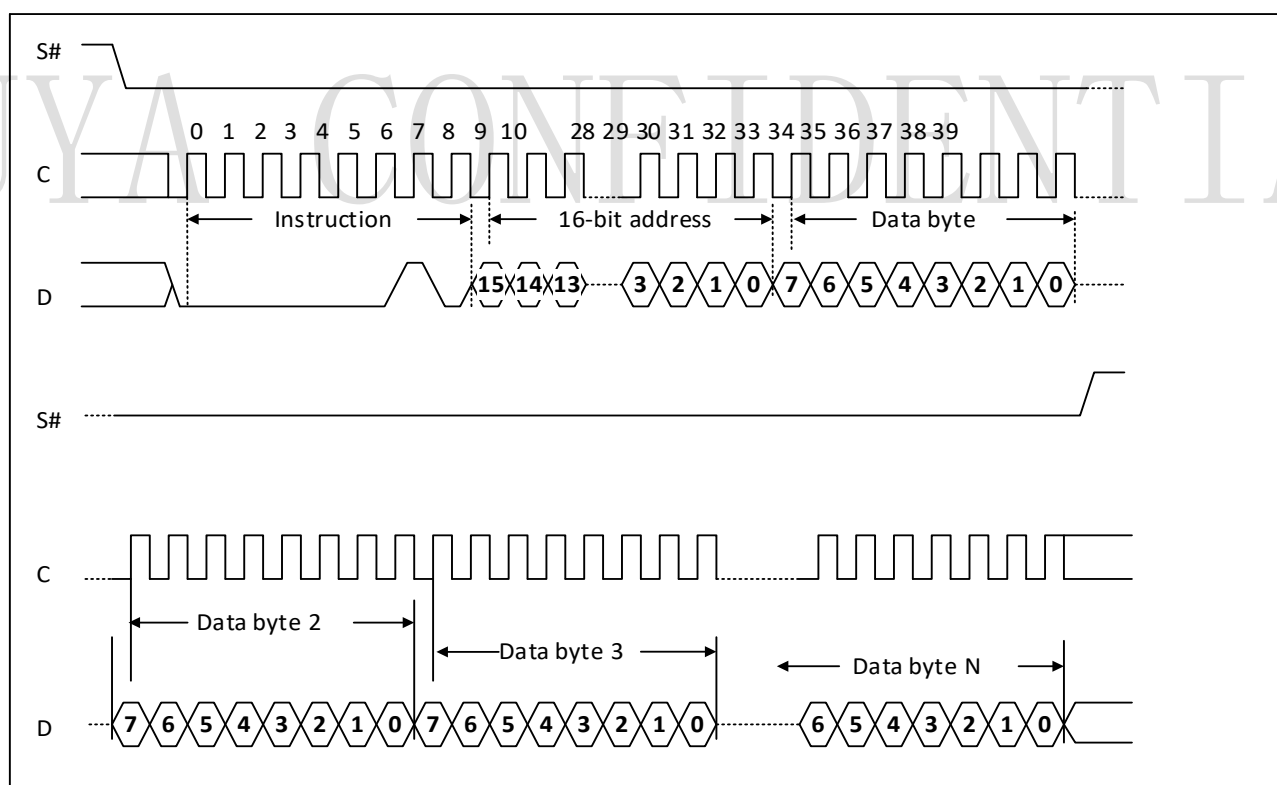 S#
UYA CONFIDENTIA
0 1 2 3 4 5 6 7 8 9 10 28 29 30 31 32 33 34 35 36 37 38 39
C
Instruction 16-bit address Data byte
D 15 14 13 3 2 1 0 7 6 5 4 3 2 1 0
S#
C
Data byte 2
Data byte 3
Data byte N
D 7 6 5 4 3 2 1 0 7 6 5 4 3 2 1 0 6 5 4 3 2 1 0